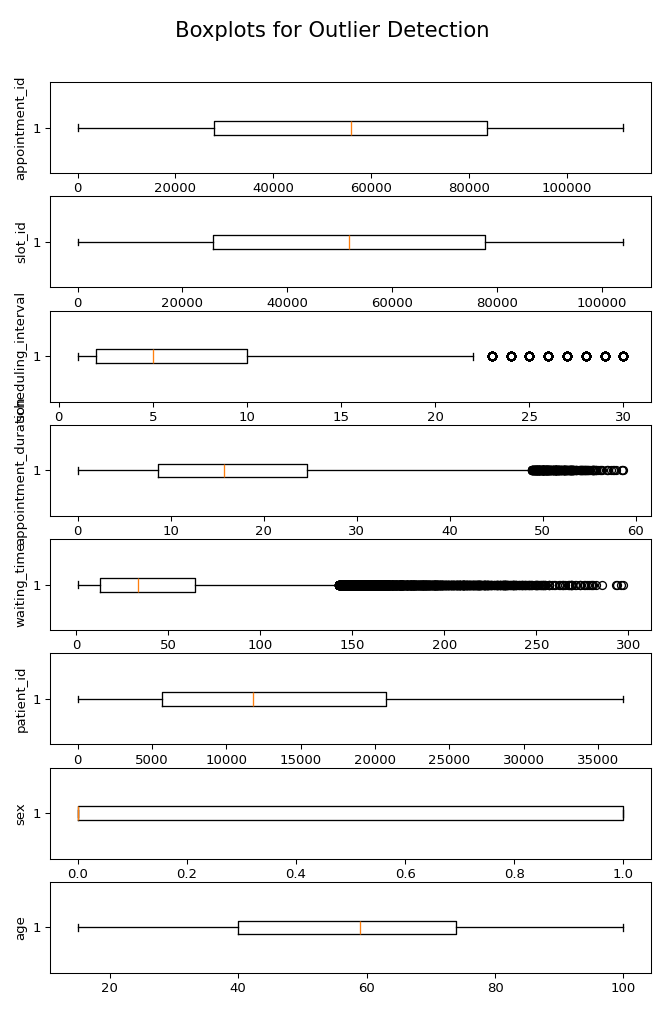 Boxplots for Outlier Detection
appointment_id
1
0 20000 40000 60000 80000 100000
slot_id
1
0 20000 40000 60000 80000 100000
scheduling_interval
1
0 5 10 15 20 25 30
appointment_duration
1
0 10 20 30 40 50 60
waiting_time
1
0 50 100 150 200 250 300
patient_id
1
0 5000 10000 15000 20000 25000 30000 35000
sex
1
0.0 0.2 0.4 0.6 0.8 1.0
age
1
20 40 60 80 100